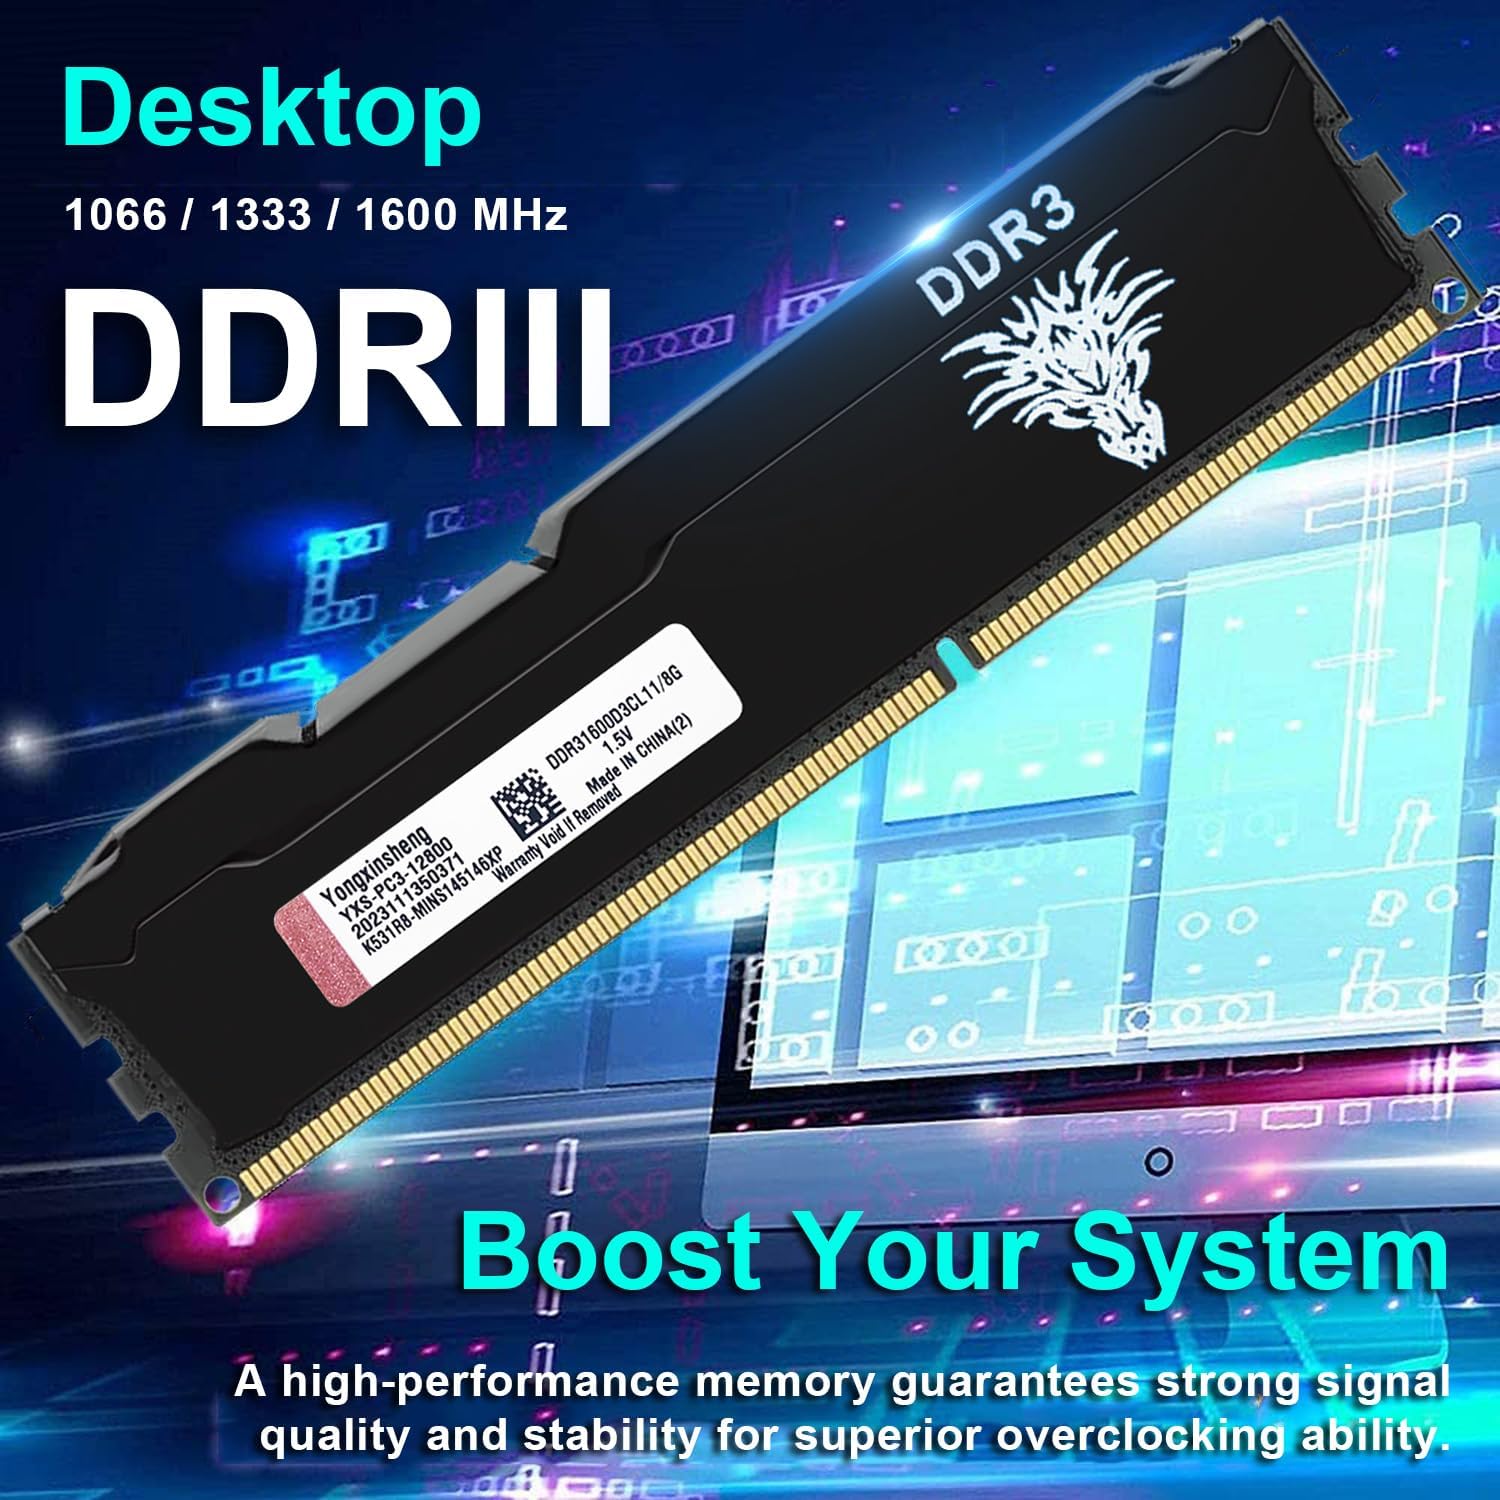 Desktop
1066 / 1333 / 1600 MHz
DDRIII
DDR3
Yongxinsheng
YXS-PC3-12800
202311350371
K531R8-MINS145146XP
DDR31600D3CL11/8G
1.5V
Made IN CHINA(2)
Warranty Void If Removed
Boost Your System
A high-performance memory guarantees strong signal
quality and stability for superior overclocking ability.